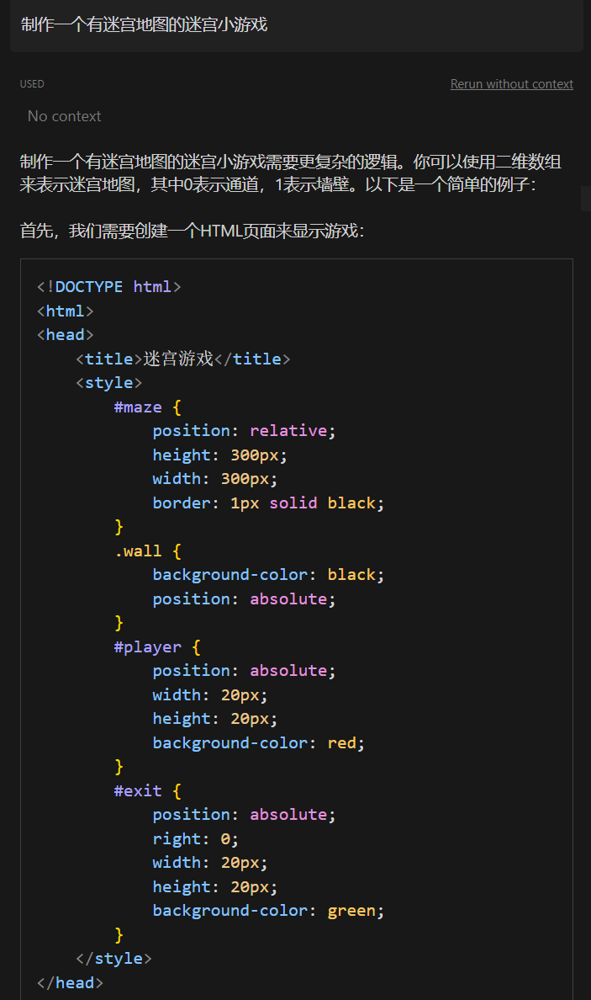 制作一个有迷宫地图的迷宫小游戏
USED
Rerun without context
No context
制作一个有迷宫地图的迷宫小游戏需要更复杂的逻辑。你可以使用二维数组
来表示迷宫地图，其中0表示通道，1表示墙壁。以下是一个简单的例子：
首先，我们需要创建一个HTML页面来显示游戏：
<!DOCTYPE html>
<html>
<head>
    <title>迷宫游戏</title>
    <style>
        #maze {
            position: relative;
            height: 300px;
            width: 300px;
            border: 1px solid black;
        }
        .wall {
            background-color: black;
            position: absolute;
        }
        #player {
            position: absolute;
            width: 20px;
            height: 20px;
            background-color: red;
        }
        #exit {
            position: absolute;
            right: 0;
            width: 20px;
            height: 20px;
            background-color: green;
        }
    </style>
</head>